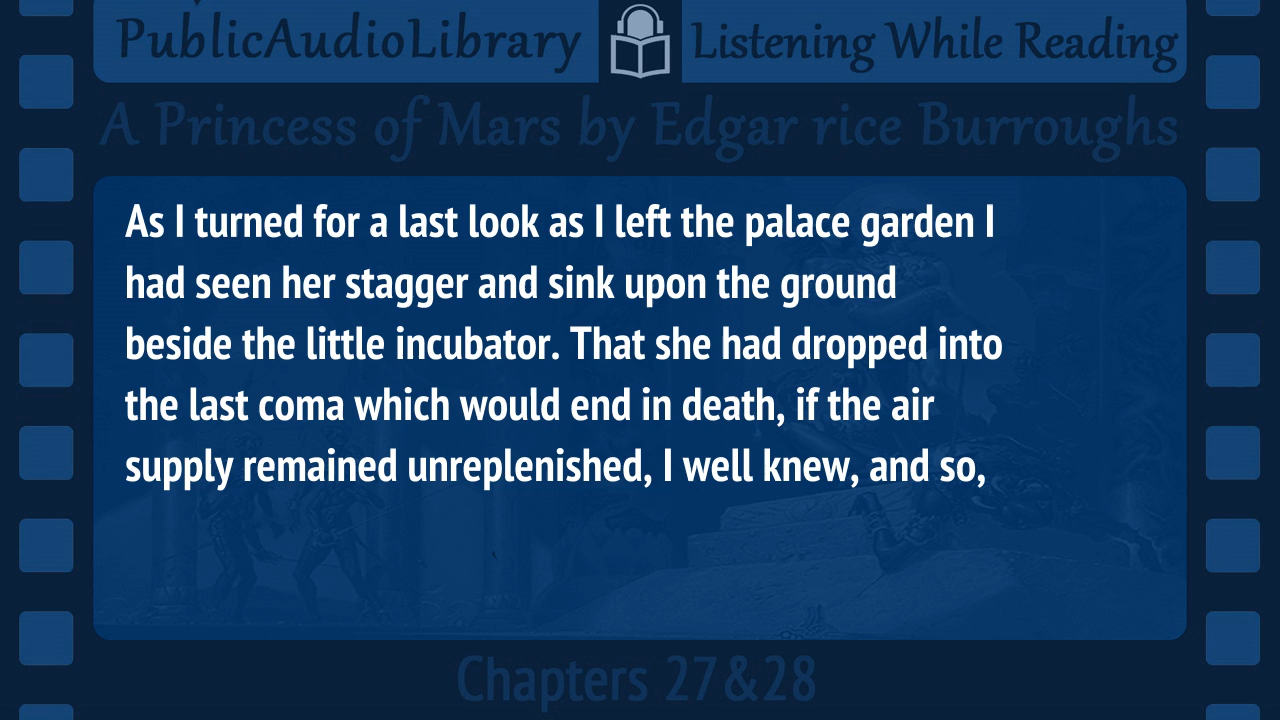 PublicAudioLibrary Listening While Reading
A Princess of Mars by Edgar rice Burroughs
As I turned for a last look as I left the palace garden I
had seen her stagger and sink upon the ground
beside the little incubator. That she had dropped into
the last coma which would end in death, if the air
supply remained unreplenished, I well knew, and so,
Chapters 27&28